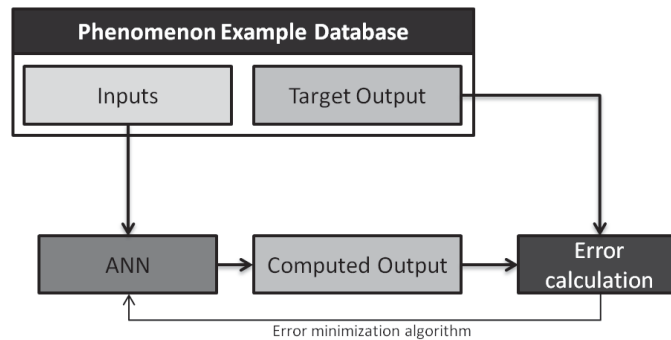 Phenomenon Example Database
Inputs
Target Output
ANN
Computed Output
Error
calculation
Error minimization algorithm